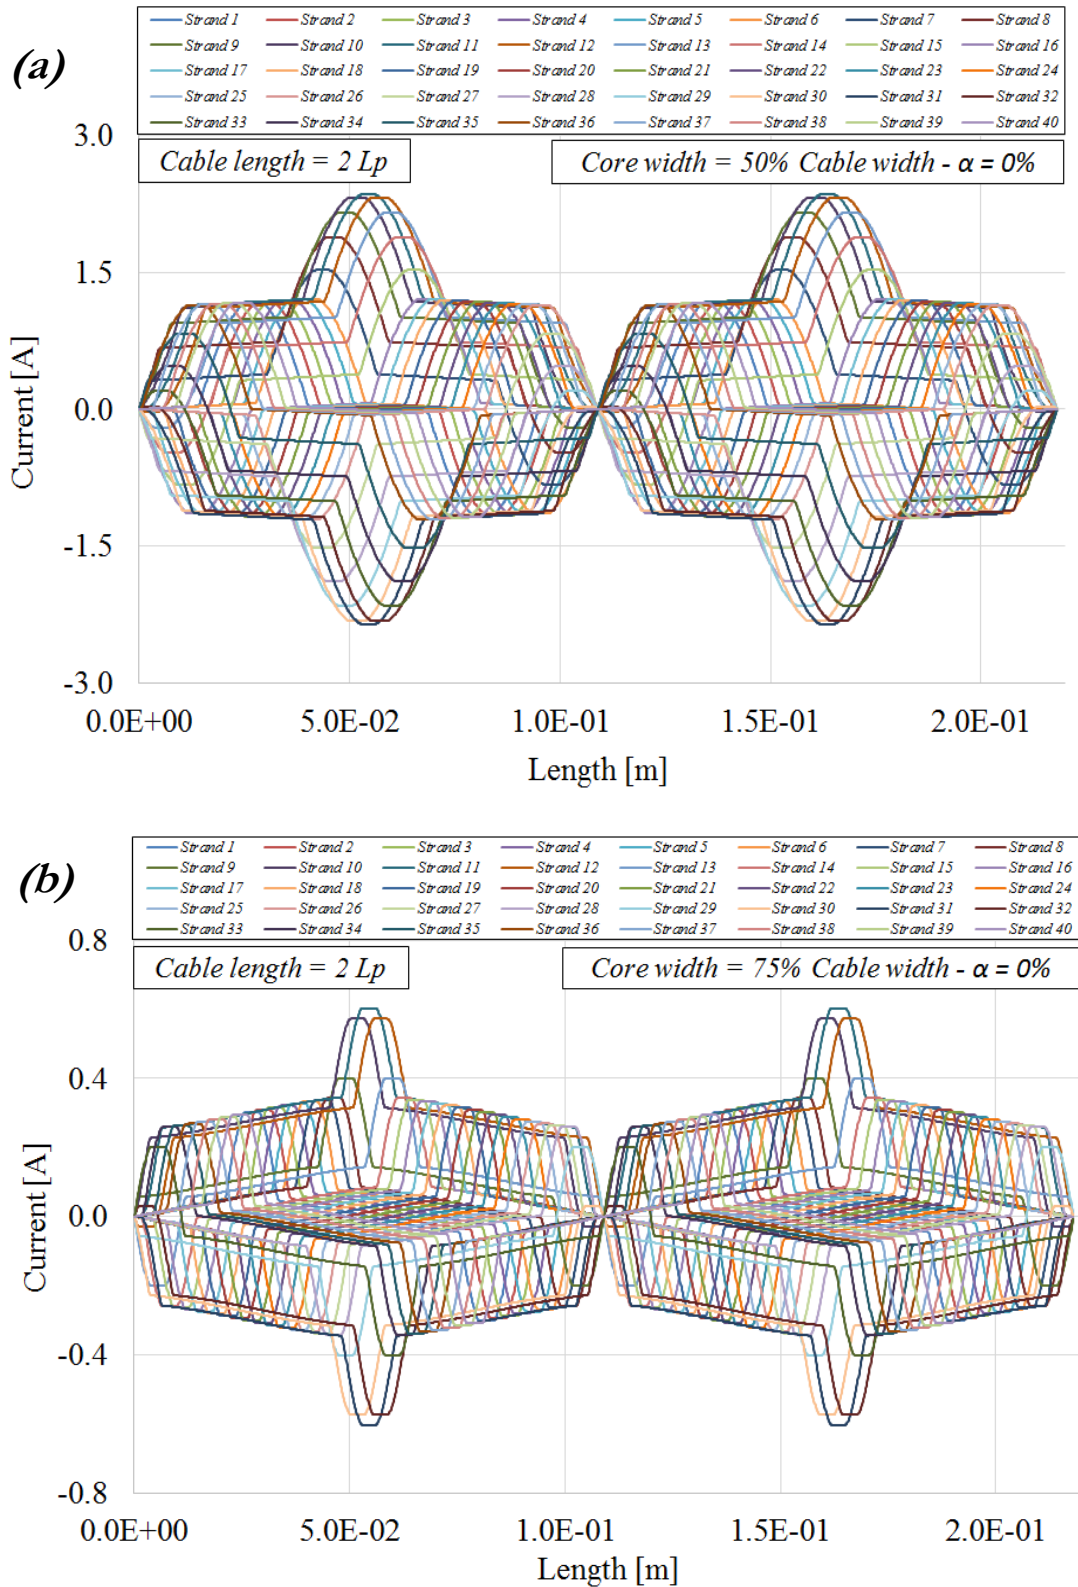 (a)
Strand 1 Strand 2 Strand 3 Strand 4 Strand 5 Strand 6 Strand 7 Strand 8
Strand 9 Strand 10 Strand 11 Strand 12 Strand 13 Strand 14 Strand 15 Strand 16
Strand 17 Strand 18 Strand 19 Strand 20 Strand 21 Strand 22 Strand 23 Strand 24
Strand 25 Strand 26 Strand 27 Strand 28 Strand 29 Strand 30 Strand 31 Strand 32
Strand 33 Strand 34 Strand 35 Strand 36 Strand 37 Strand 38 Strand 39 Strand 40
Cable length = 2 Lp
Core width = 50% Cable width - α = 0%
Current [A]
3.0
1.5
0.0
-1.5
-3.0
0.0E+00 5.0E-02 1.0E-01 1.5E-01 2.0E-01
Length [m]
(b)
Strand 1 Strand 2 Strand 3 Strand 4 Strand 5 Strand 6 Strand 7 Strand 8
Strand 9 Strand 10 Strand 11 Strand 12 Strand 13 Strand 14 Strand 15 Strand 16
Strand 17 Strand 18 Strand 19 Strand 20 Strand 21 Strand 22 Strand 23 Strand 24
Strand 25 Strand 26 Strand 27 Strand 28 Strand 29 Strand 30 Strand 31 Strand 32
Strand 33 Strand 34 Strand 35 Strand 36 Strand 37 Strand 38 Strand 39 Strand 40
Cable length = 2 Lp
Core width = 75% Cable width - α = 0%
Current [A]
0.8
0.4
0.0
-0.4
-0.8
0.0E+00 5.0E-02 1.0E-01 1.5E-01 2.0E-01
Length [m]